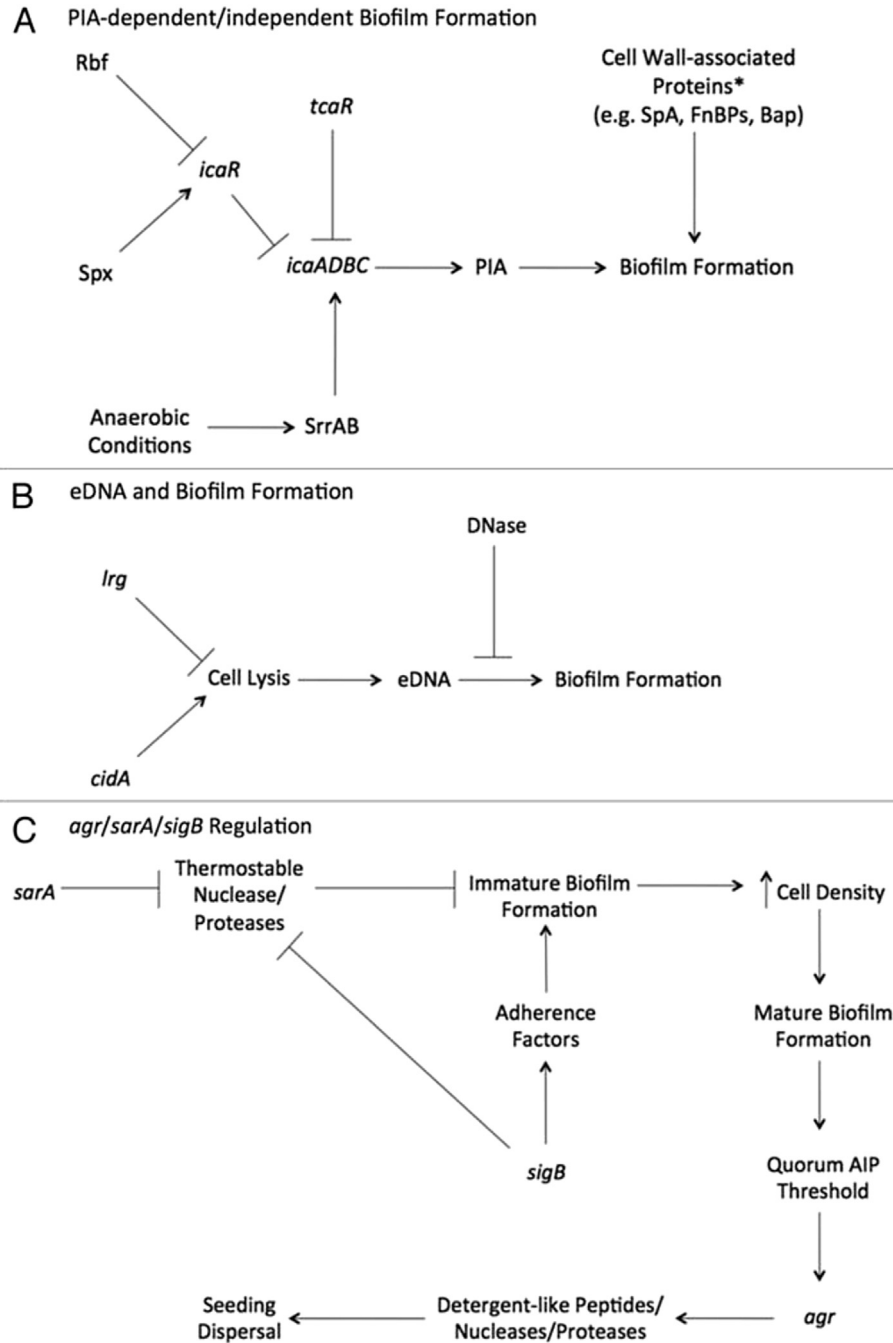 A PIA-dependent/independent Biofilm Formation
Rbf
Cell Wall-associated
Proteins*
(e.g. SpA, FnBPs, Bap)
tcaR
icaR
Spx
icaADBC
PIA
Biofilm Formation
Anaerobic
Conditions
SrrAB
B eDNA and Biofilm Formation
DNase
lrg
Cell Lysis
eDNA
Biofilm Formation
cidA
C agr/sarA/sigB Regulation
sarA
Thermostable
Nuclease/
Proteases
Immature Biofilm
Formation
Cell Density
Adherence
Factors
Mature Biofilm
Formation
sigB
Quorum AIP
Threshold
Seeding
Dispersal
Detergent-like Peptides/
Nucleases/Proteases
agr